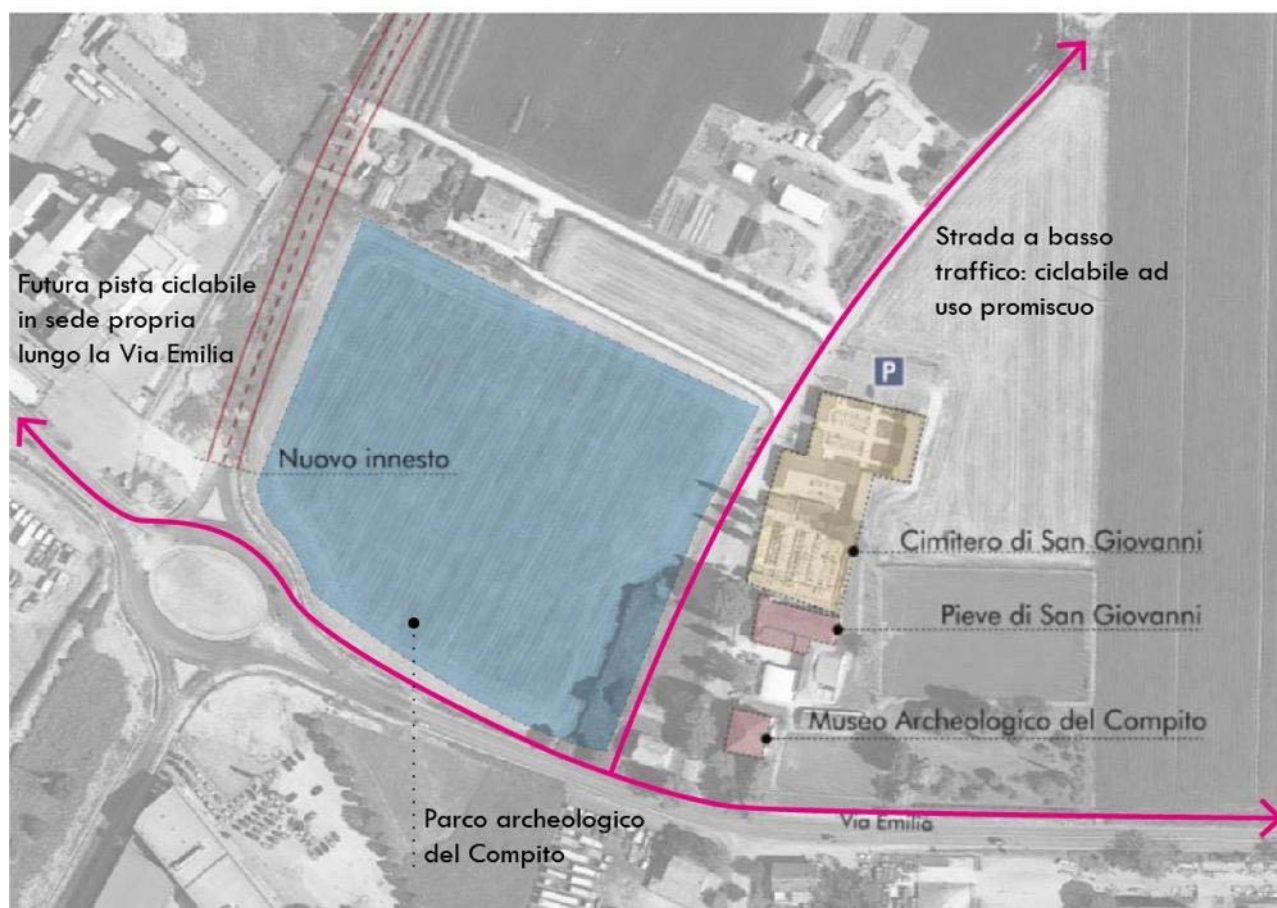 Strada a basso
traffico: ciclabile ad
uso promiscuo
Futura pista ciclabile
in sede propria
lungo la Via Emilia
P
Nuovo innesto
Cimitero di San Giovanni
Pieve di San Giovanni
Museo Archeologico del Compito
Parco archeologico
del Compito
Via Emilia